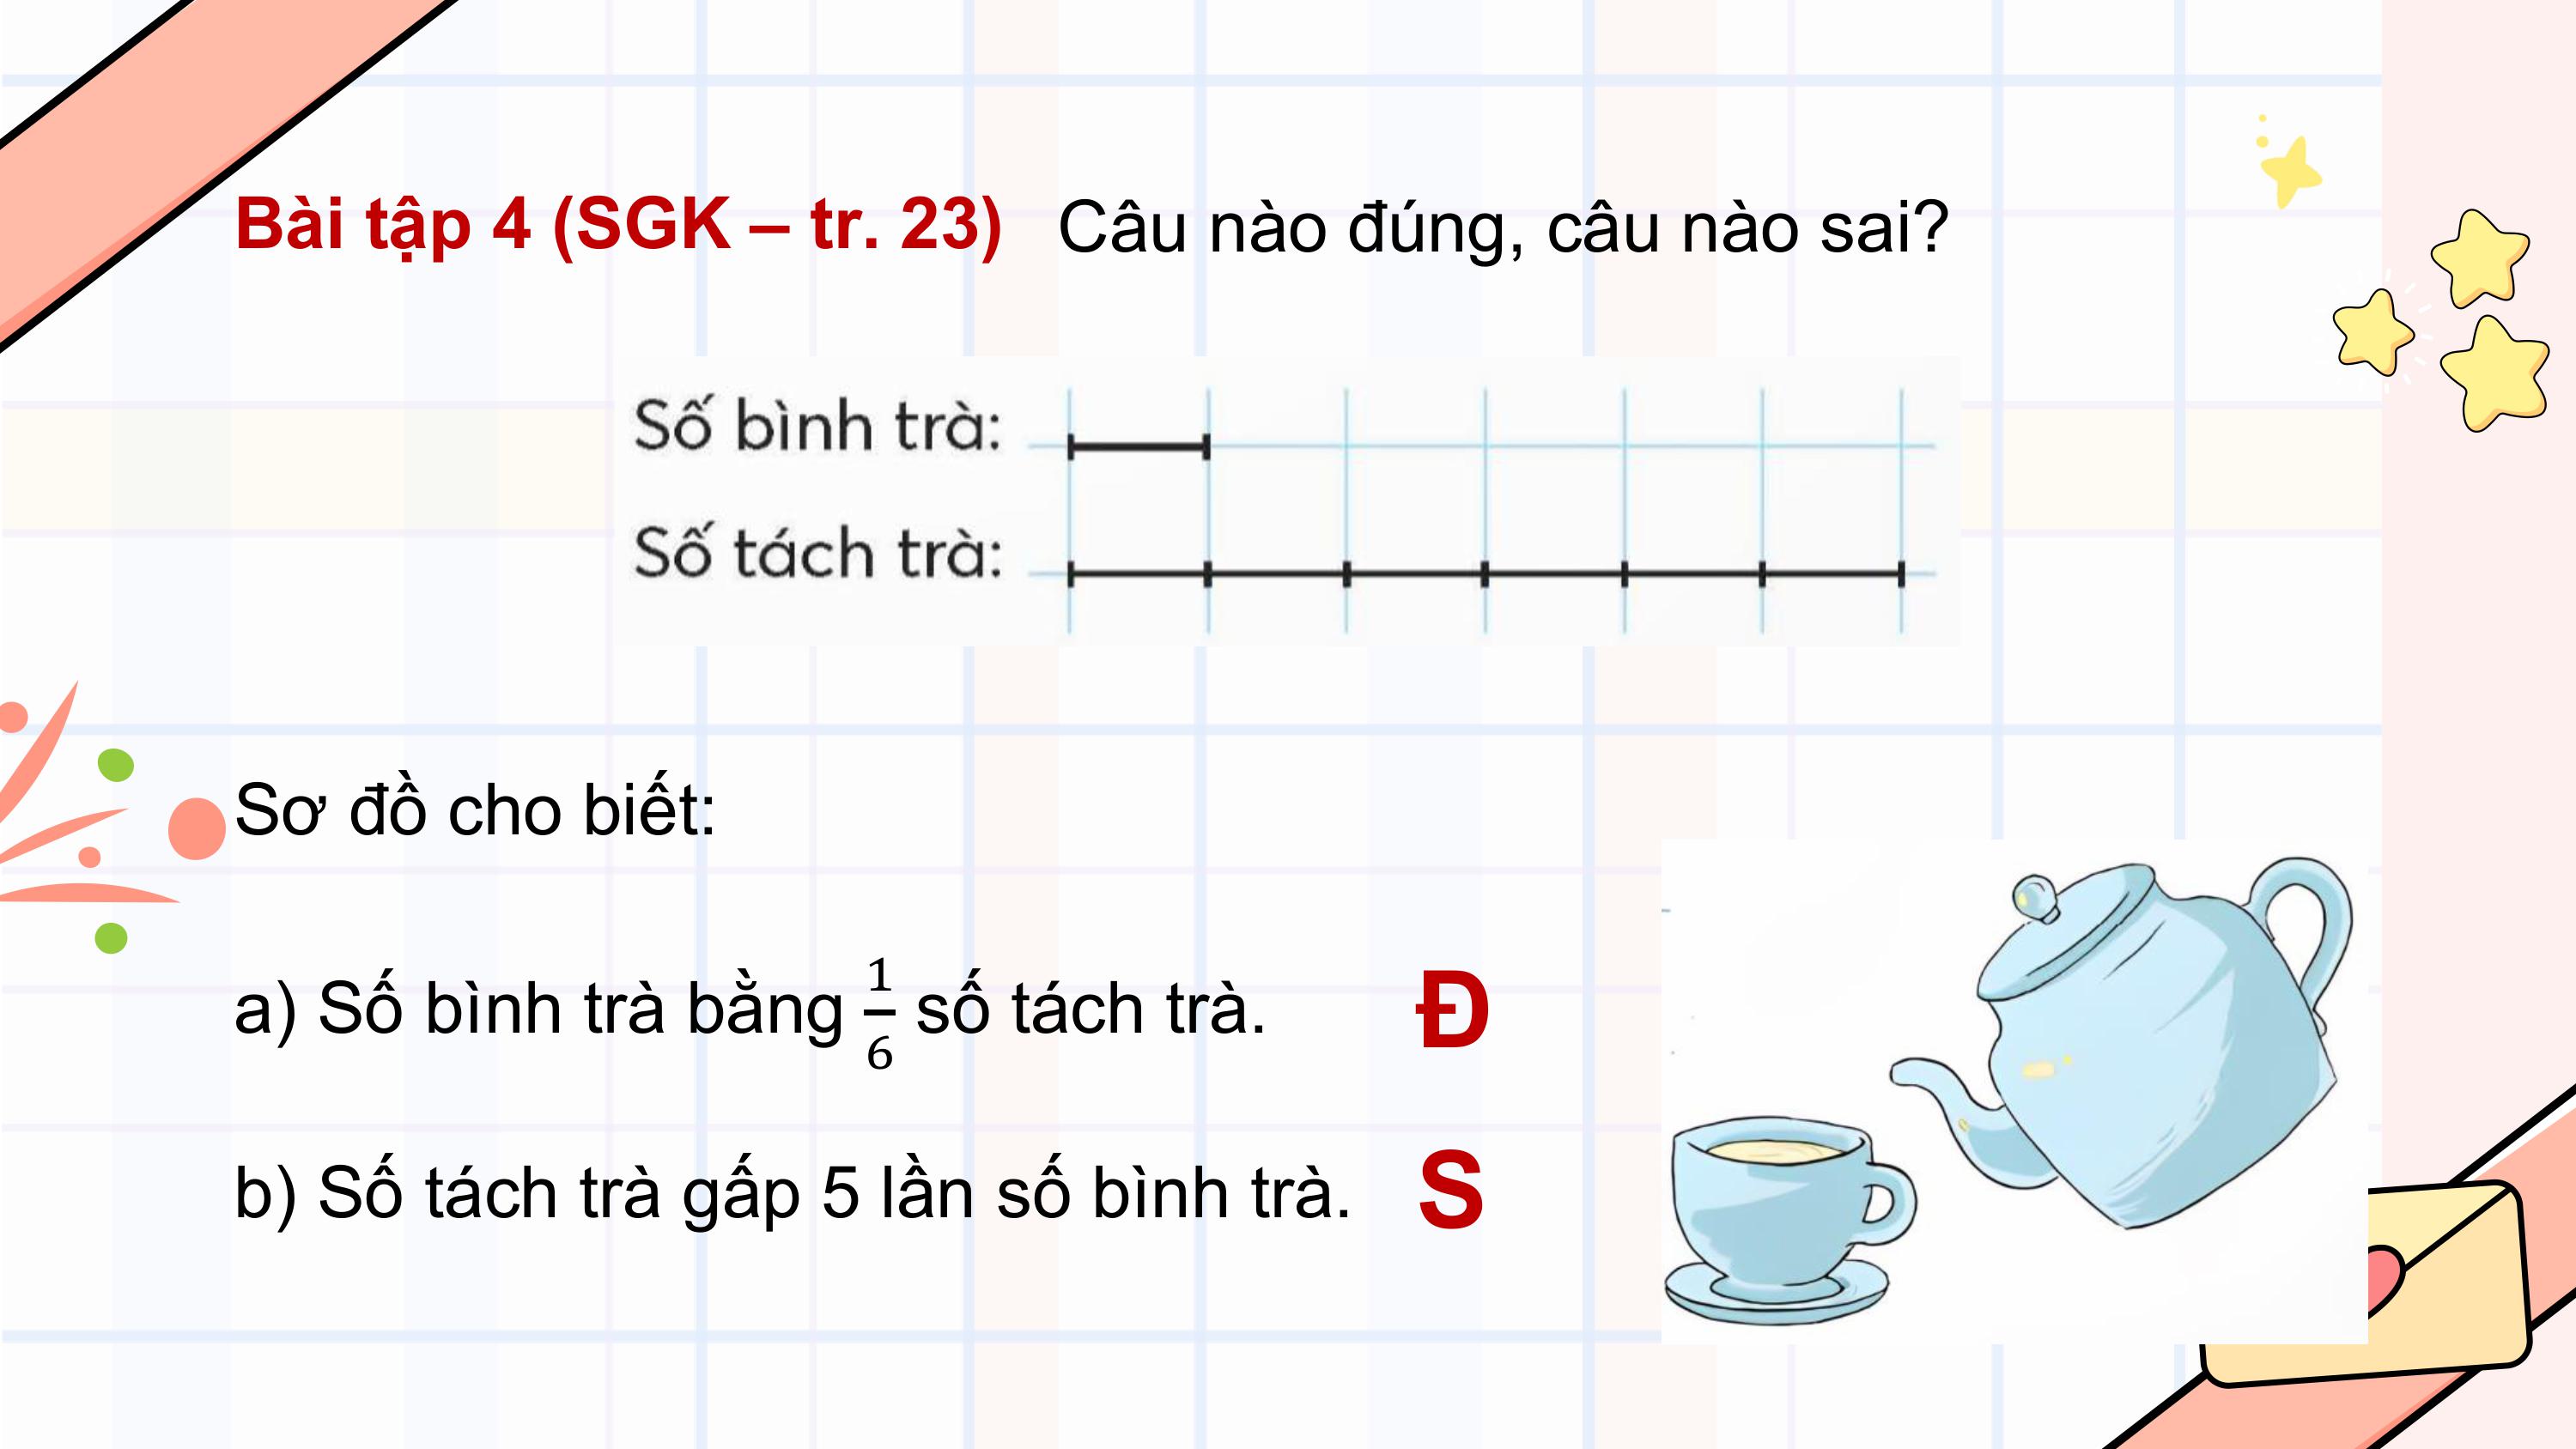 Bài tập 4 (SGK – tr. 23) Câu nào đúng, câu nào sai?
Số bình trà:
Số tách trà:
Sơ đồ cho biết:
a) Số bình trà bằng 1/6 số tách trà. Đ
b) Số tách trà gấp 5 lần số bình trà. S